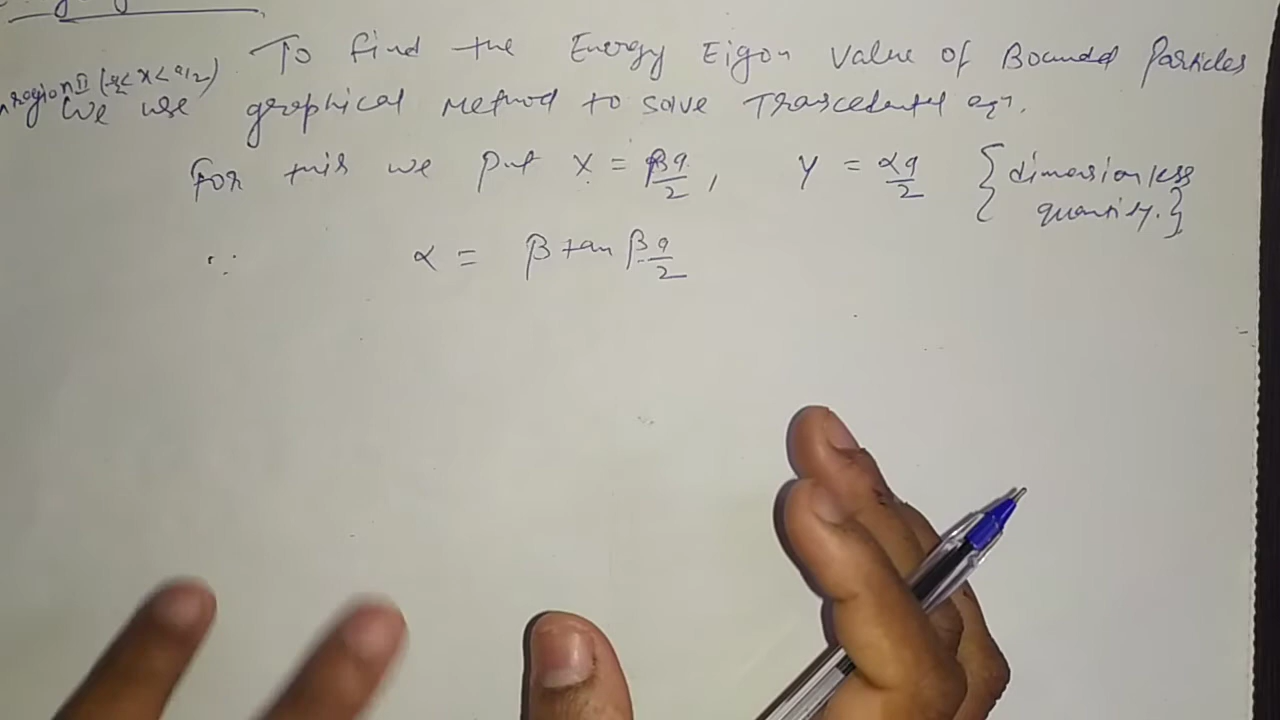 To find the Energy Eigen Value of Bounded Particles
region II (-a/2 < x < a/2)
We use graphical Method to solve Trascedental eqn.
For this we put X = βa/2, Y = αa/2 {dimensionless quantity.}
∵ α = β tan βa/2